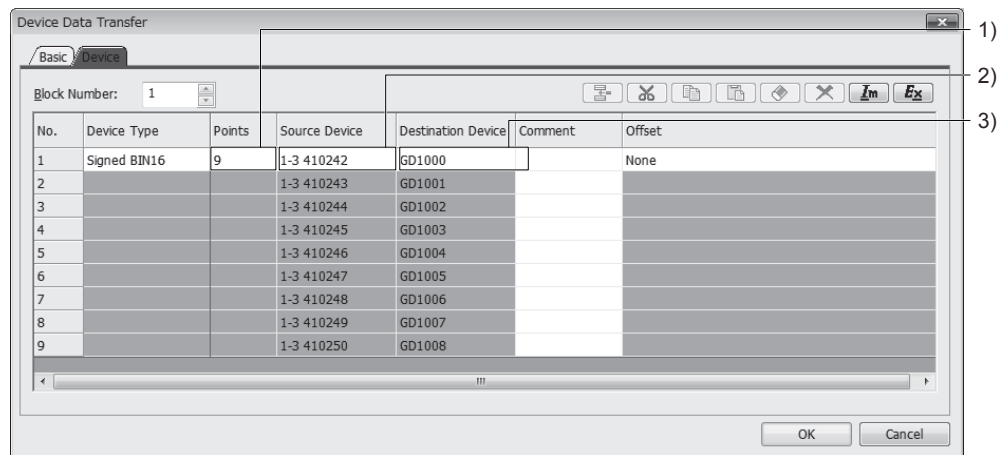 Device Data Transfer
1)
Basic Device
2)
Block Number: 1
Im Ex
3)
No. Device Type Points Source Device Destination Device Comment Offset
1 Signed BIN16 9 1-3 410242 GD1000 None
2 1-3 410243 GD1001
3 1-3 410244 GD1002
4 1-3 410245 GD1003
5 1-3 410246 GD1004
6 1-3 410247 GD1005
7 1-3 410248 GD1006
8 1-3 410249 GD1007
9 1-3 410250 GD1008
OK Cancel